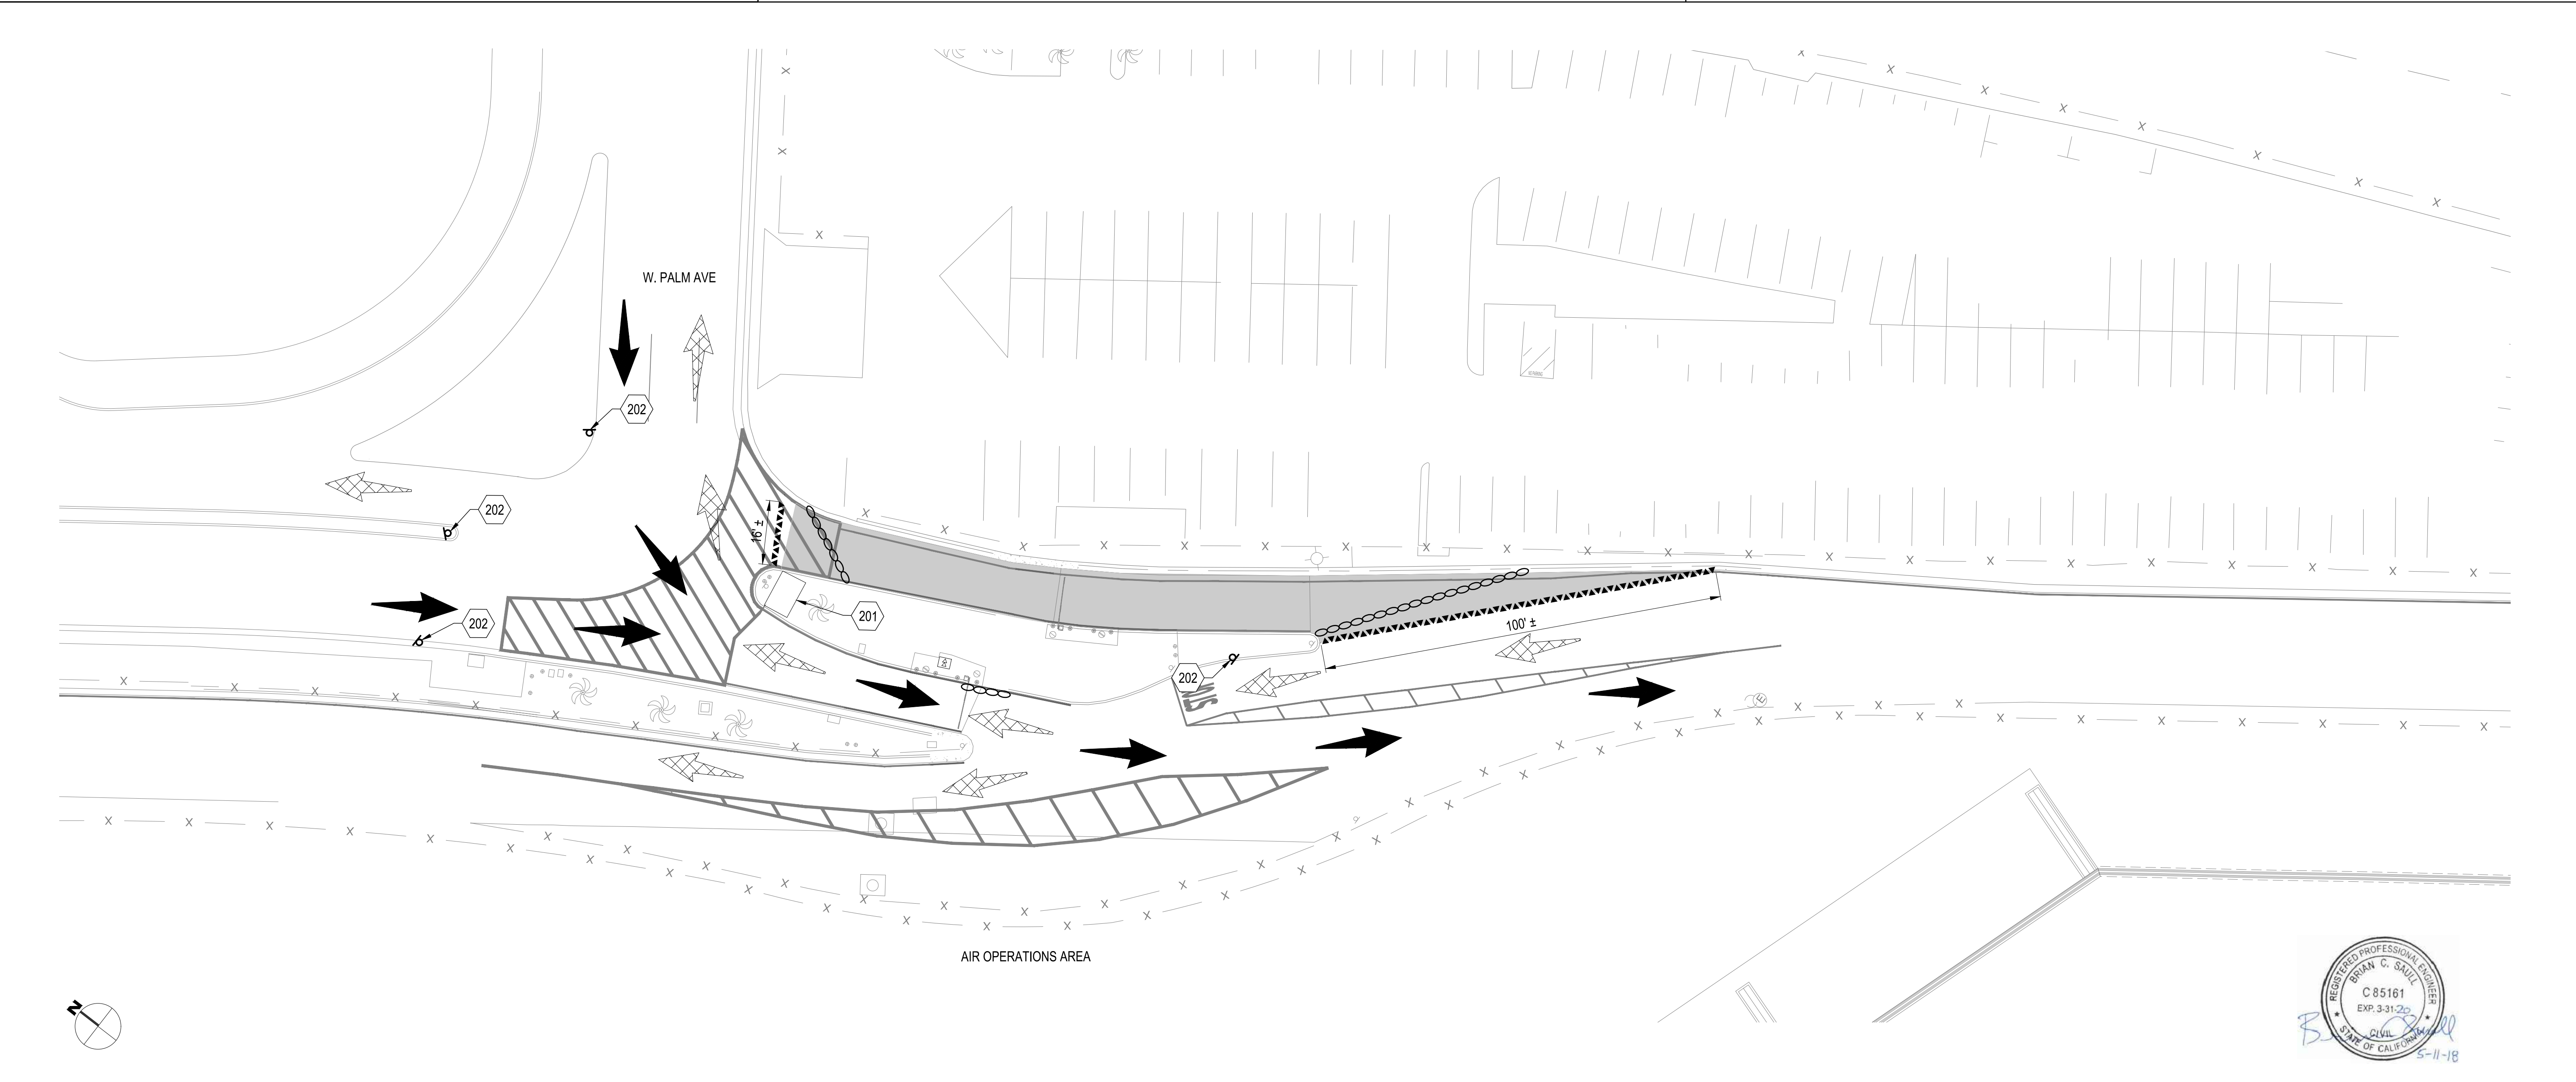 W. PALM AVE
202
202
16' ±
202
201
100' ±
202
E
AIR OPERATIONS AREA
N
REGISTERED PROFESSIONAL ENGINEER
BRIAN C. SAULL
C 85161
EXP. 3-31-20
CIVIL
STATE OF CALIFORNIA
5-11-18